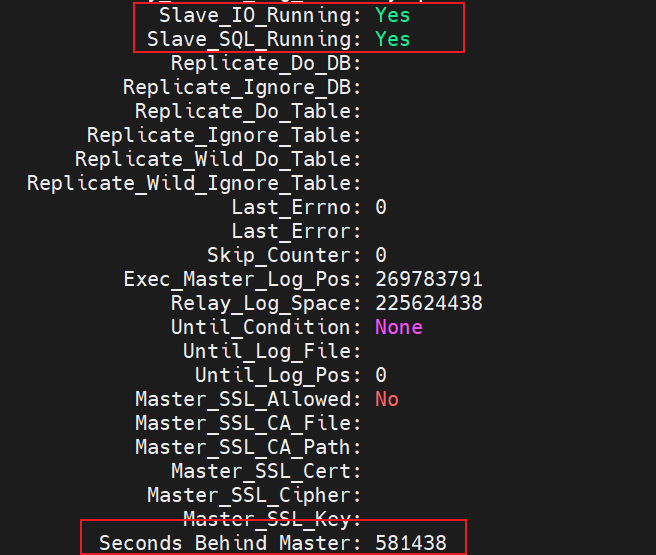 Slave_IO_Running: Yes
Slave_SQL_Running: Yes
Replicate_Do_DB:
Replicate_Ignore_DB:
Replicate_Do_Table:
Replicate_Ignore_Table:
Replicate_Wild_Do_Table:
Replicate_Wild_Ignore_Table:
Last_Errno: 0
Last_Error:
Skip_Counter: 0
Exec_Master_Log_Pos: 269783791
Relay_Log_Space: 225624438
Until_Condition: None
Until_Log_File:
Until_Log_Pos: 0
Master_SSL_Allowed: No
Master_SSL_CA_File:
Master_SSL_CA_Path:
Master_SSL_Cert:
Master_SSL_Cipher:
Master_SSL_Key:
Seconds_Behind_Master: 581438